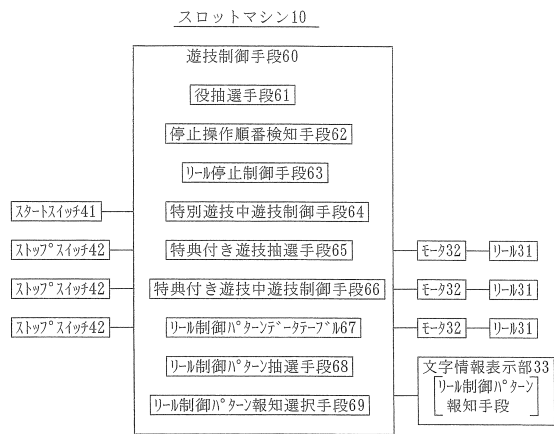 スロットマシン10
遊技制御手段60
役抽選手段61
停止操作順番検知手段62
リール停止制御手段63
スタートスイッチ41
特別遊技中遊技制御手段64
ストップスイッチ42
特典付き遊技抽選手段65
モータ32
リール31
ストップスイッチ42
特典付き遊技中遊技制御手段66
モータ32
リール31
ストップスイッチ42
リール制御パターンデータテーブル67
モータ32
リール31
リール制御パターン抽選手段68
リール制御パターン報知選択手段69
文字情報表示部33
リール制御パターン
報知手段